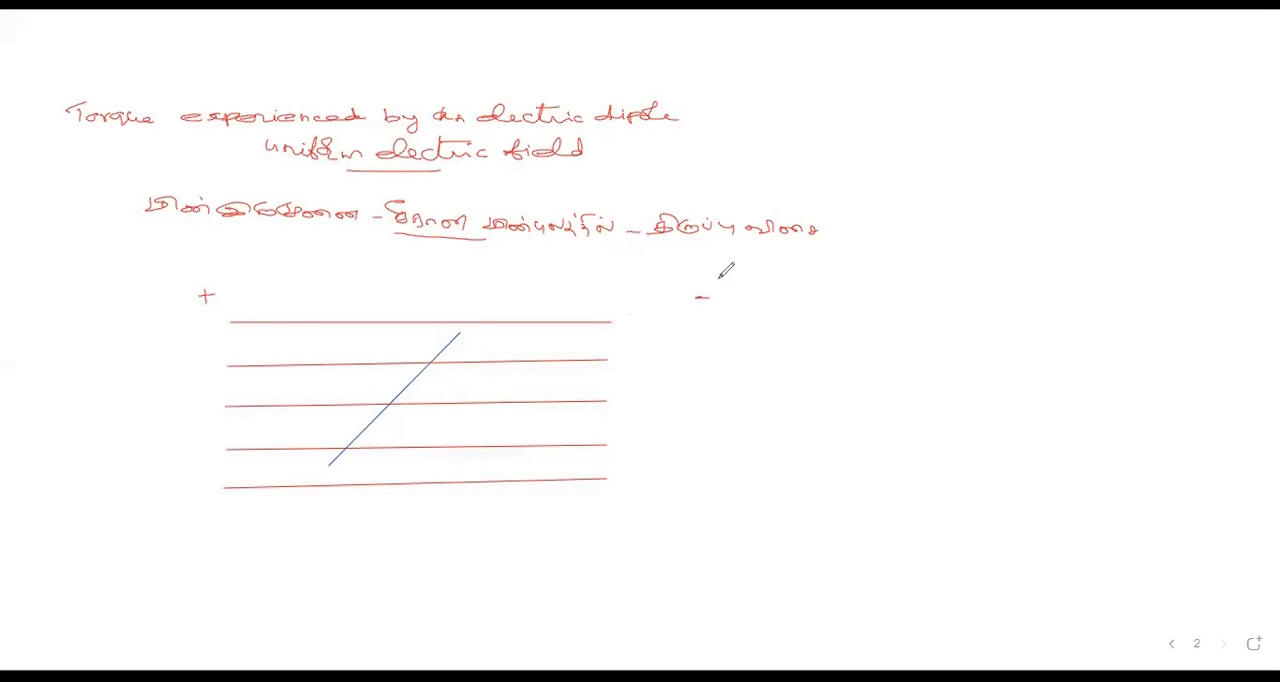 Torque experienced by an electric dipole
uniform electric field
மின்இருமுனை - சீரான மின்புலத்தில் - திருப்பு விசை
+ -
2